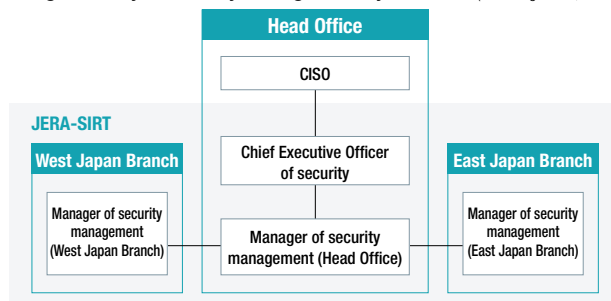 Head Office
CISO
JERA-SIRT
West Japan Branch
Chief Executive Officer
of security
East Japan Branch
Manager of security
management
(West Japan Branch)
Manager of security
management (Head Office)
Manager of security
management
(East Japan Branch)